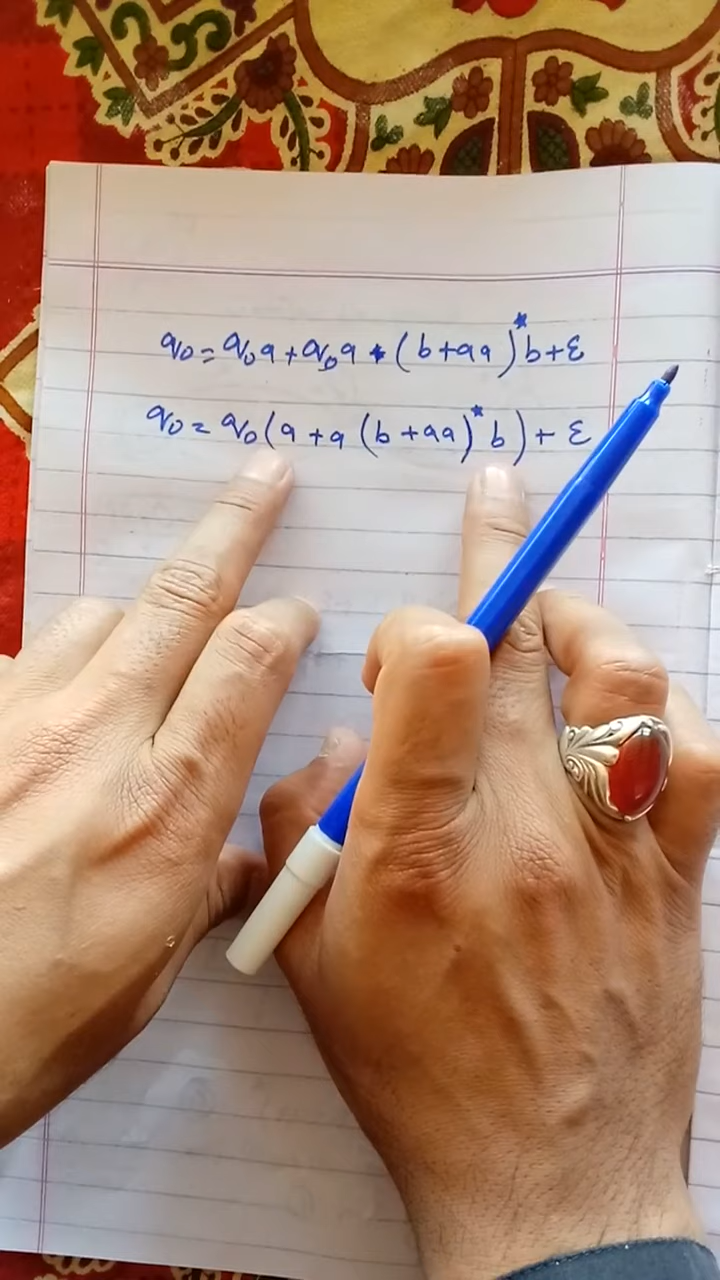 q₀ = q₀a + q₀a * (b+aa)*b+ε
q₀ = q₀(a + a(b+aa)*b) + ε